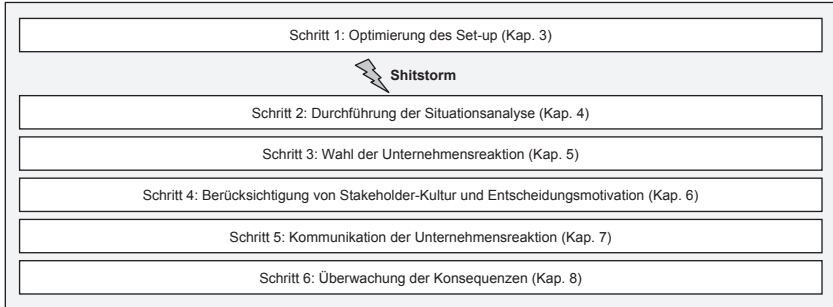 Schritt 1: Optimierung des Set-up (Kap. 3)
Shitstorm
Schritt 2: Durchführung der Situationsanalyse (Kap. 4)
Schritt 3: Wahl der Unternehmensreaktion (Kap. 5)
Schritt 4: Berücksichtigung von Stakeholder-Kultur und Entscheidungsmotivation (Kap. 6)
Schritt 5: Kommunikation der Unternehmensreaktion (Kap. 7)
Schritt 6: Überwachung der Konsequenzen (Kap. 8)